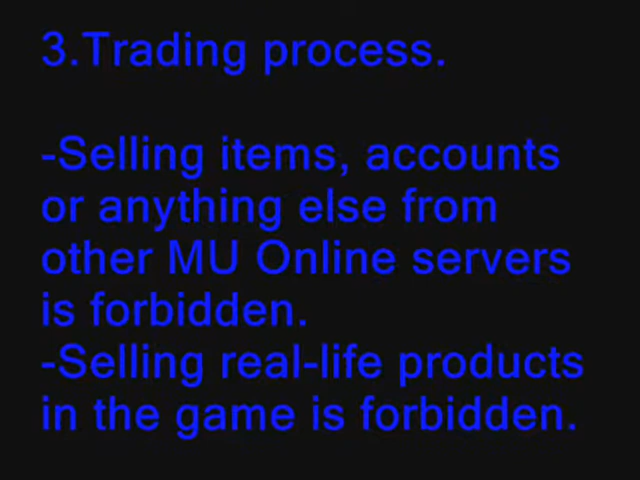 3.Trading process.
-Selling items, accounts
or anything else from
other MU Online servers
is forbidden.
-Selling real-life products
in the game is forbidden.